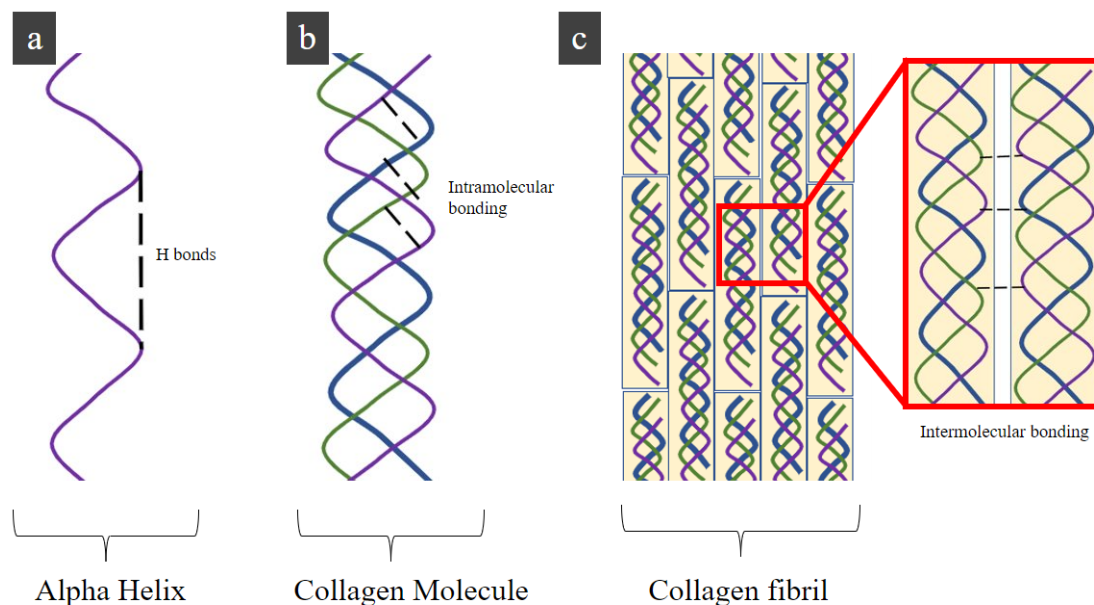 a
b
c
H bonds
Intramolecular
bonding
Intermolecular bonding
Alpha Helix
Collagen Molecule
Collagen fibril